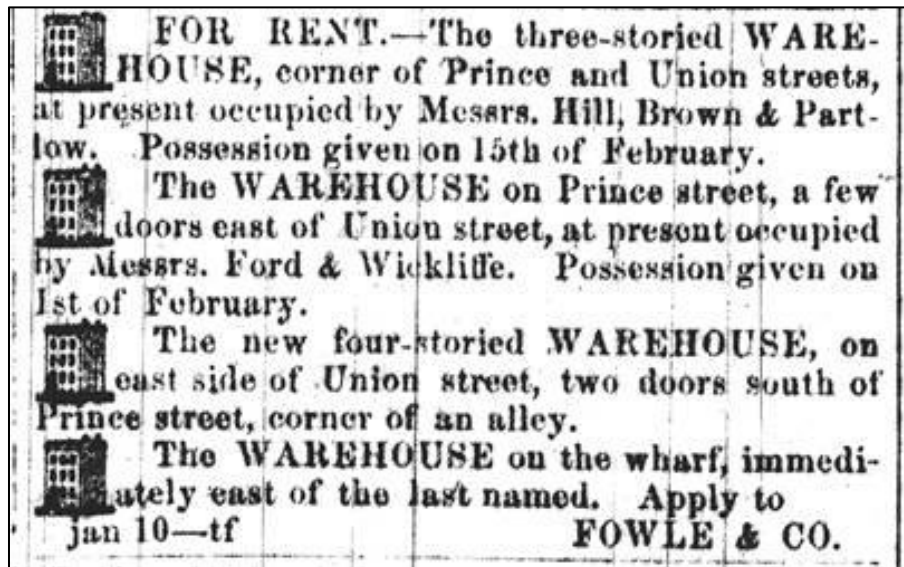 FOR RENT.—The three-storied WARE-
HOUSE, corner of Prince and Union streets,
at present occupied by Messrs. Hill, Brown & Part-
low. Possession given on 15th of February.
The WAREHOUSE on Prince street, a few
doors east of Union street, at present occupied
by Messrs. Ford & Wickliffe. Possession given on
1st of February.
The new four-storied WAREHOUSE, on
east side of Union street, two doors south of
Prince street, corner of an alley.
The WAREHOUSE on the wharf, immedi-
ately east of the last named. Apply to
jan 10—tf FOWLE & CO.